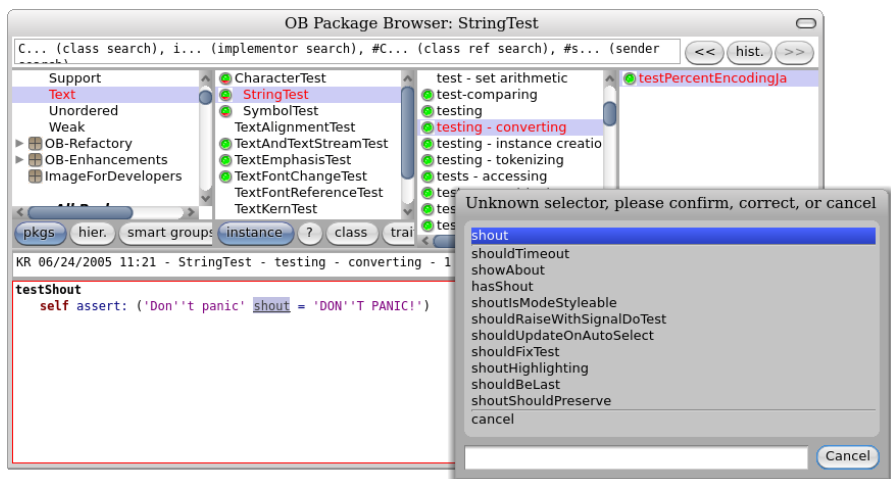 OB Package Browser: StringTest
C... (class search), i... (implementor search), #C... (class ref search), #s... (sender
<<
hist.
>>
Support
Text
Unordered
Weak
OB-Refactory
OB-Enhancements
ImageForDevelopers
CharacterTest
StringTest
SymbolTest
TextAlignmentTest
TextAndTextStreamTest
TextEmphasisTest
TextFontChangeTest
TextFontReferenceTest
TextKernTest
test - set arithmetic
test-comparing
testing
testing - converting
testing - instance creatio
testing - tokenizing
tests - accessing
testPercentEncodingJa
pkgs
hier.
smart groups
instance
?
class
trai
KR 06/24/2005 11:21 - StringTest - testing - converting - 1
testShout
self assert: ('Don''t panic' shout = 'DON''T PANIC!')
Unknown selector, please confirm, correct, or cancel
shout
shouldTimeout
showAbout
hasShout
shoutIsModeStyleable
shouldRaiseWithSignalDoTest
shouldUpdateOnAutoSelect
shouldFixTest
shoutHighlighting
shouldBeLast
shoutShouldPreserve
cancel
Cancel